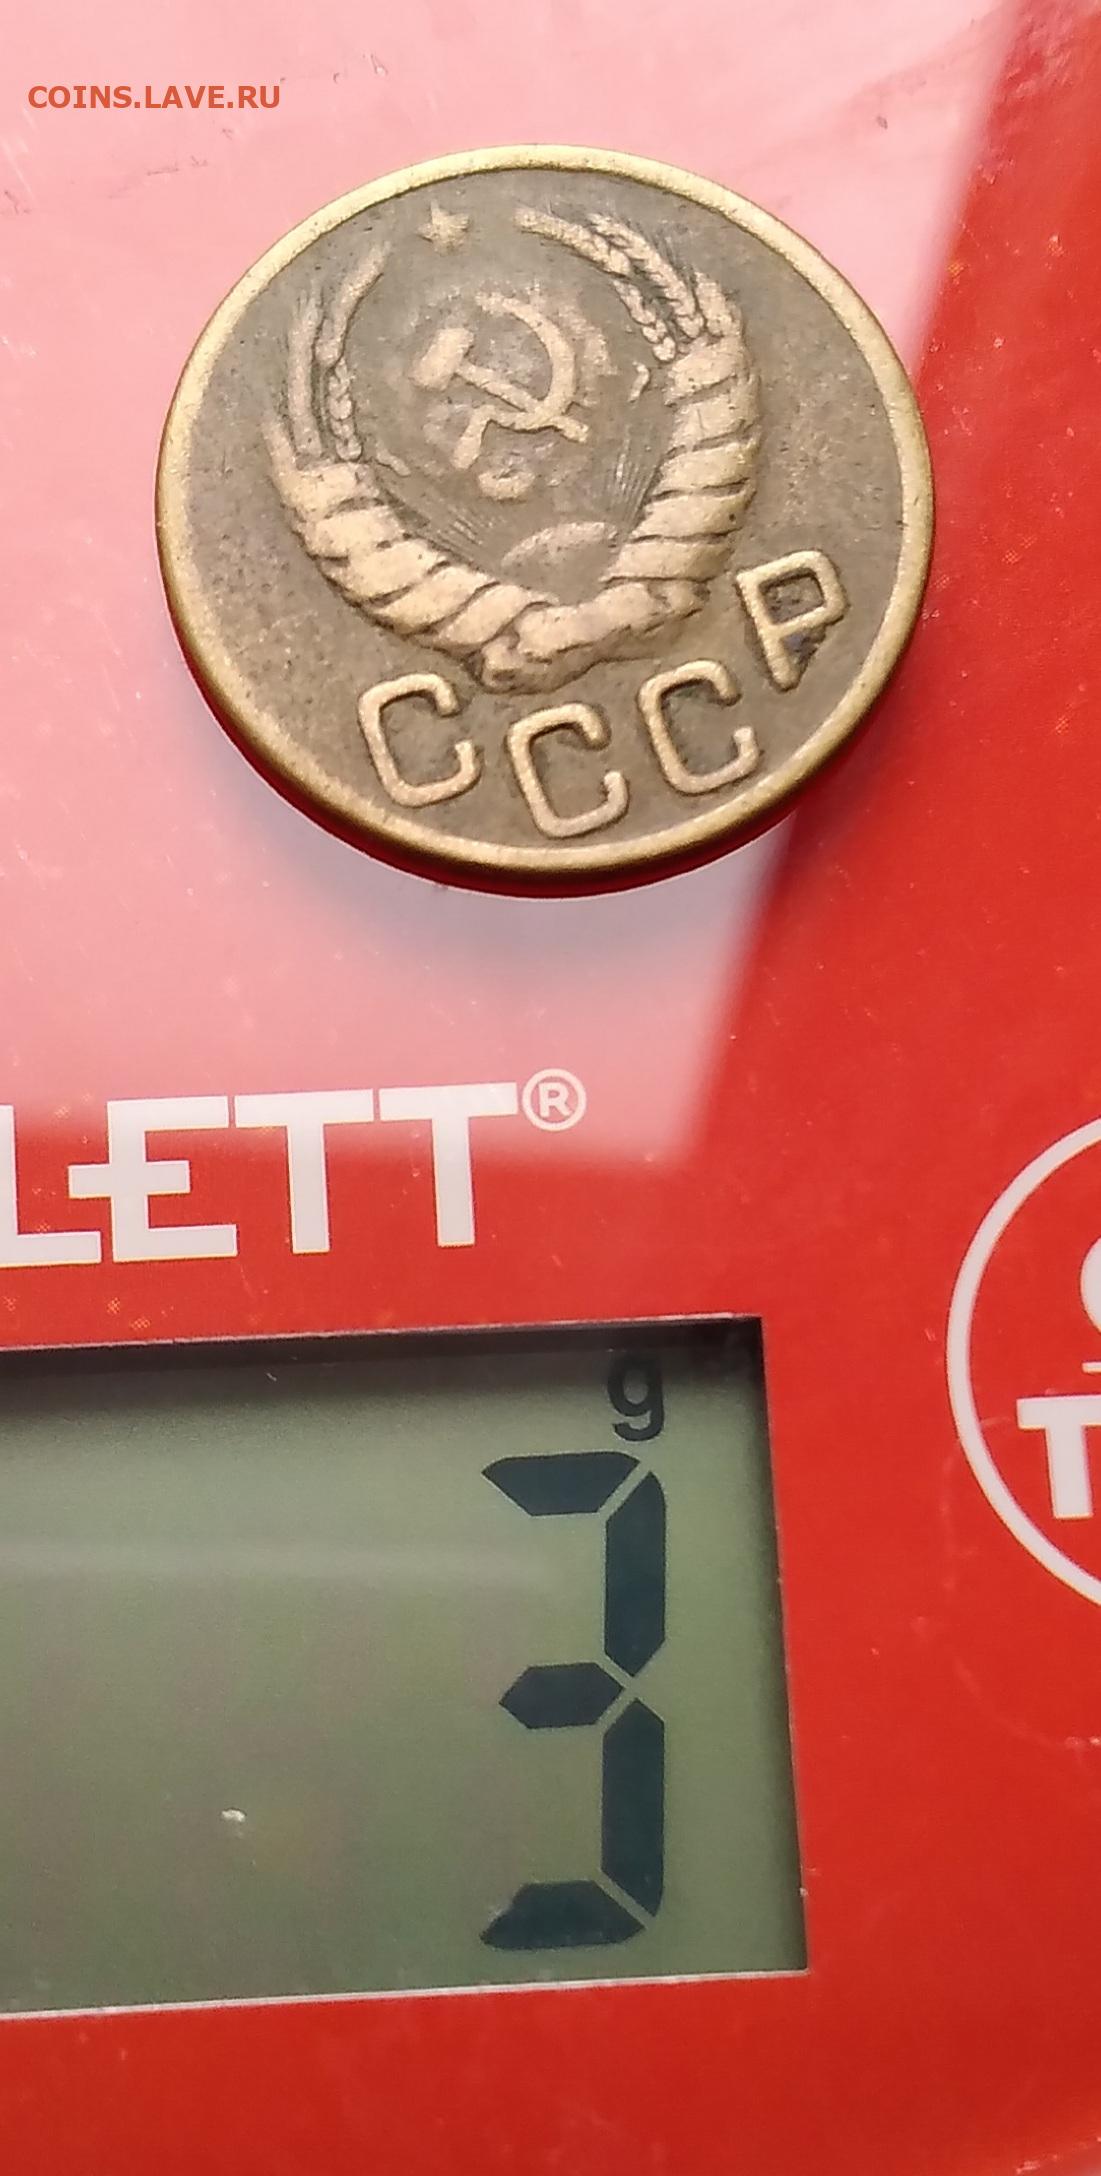 COINS.LAVE.RU
СССР
LETT®
g
3
T